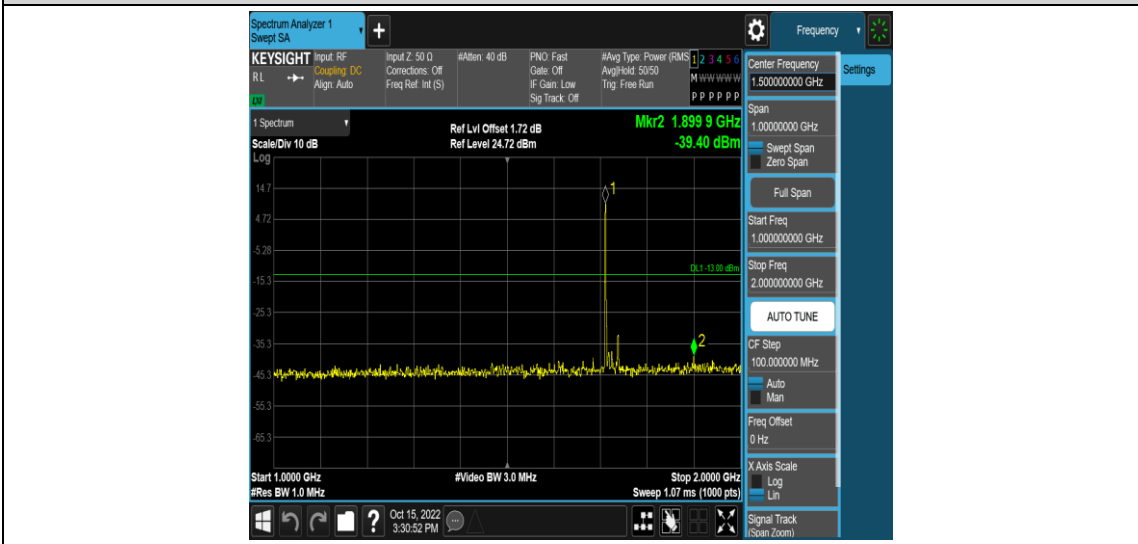 Spectrum Analyzer 1
Swept SA
+
Frequency
KEYSIGHT
RL
LXI
Input: RF
Coupling: DC
Align: Auto
Input Z: 50 Ω
Corrections: Off
Freq Ref: Int (S)
#Atten: 40 dB
PNO: Fast
Gate: Off
IF Gain: Low
Sig Track: Off
#Avg Type: Power (RMS
Avg|Hold: 50/50
Trig: Free Run
1 2 3 4 5 6
M W W W W W
P P P P P P
1 Spectrum
Scale/Div 10 dB
Log
Ref Lvl Offset 1.72 dB
Ref Level 24.72 dBm
Mkr2 1.899 9 GHz
-39.40 dBm
14.7
4.72
-5.28
-15.3
-25.3
-35.3
-45.3
-55.3
-65.3
1
DL1 -13.00 dBm
2
Start 1.0000 GHz
#Res BW 1.0 MHz
#Video BW 3.0 MHz
Stop 2.0000 GHz
Sweep 1.07 ms (1000 pts)
Center Frequency
1.500000000 GHz
Settings
Span
1.00000000 GHz
Swept Span
Zero Span
Full Span
Start Freq
1.000000000 GHz
Stop Freq
2.000000000 GHz
AUTO TUNE
CF Step
100.000000 MHz
Auto
Man
Freq Offset
0 Hz
X Axis Scale
Log
Lin
Signal Track
(Span Zoom)
?
Oct 15, 2022
3:30:52 PM